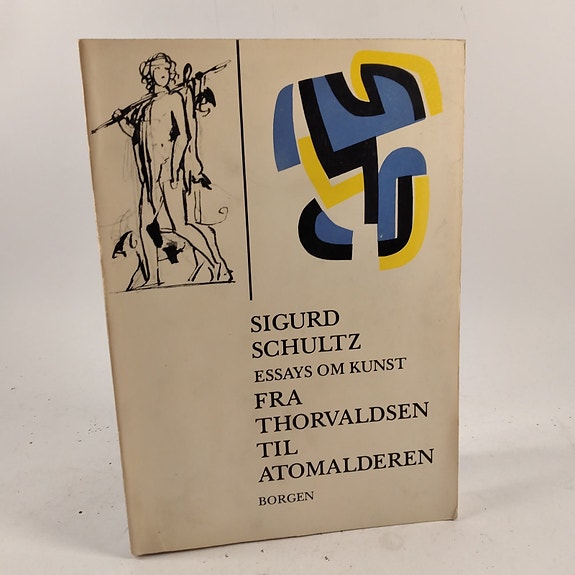 SIGURD
SCHULTZ
ESSAYS OM KUNST
FRA
THORVALDSEN
TIL
ATOMALDEREN
BORGEN